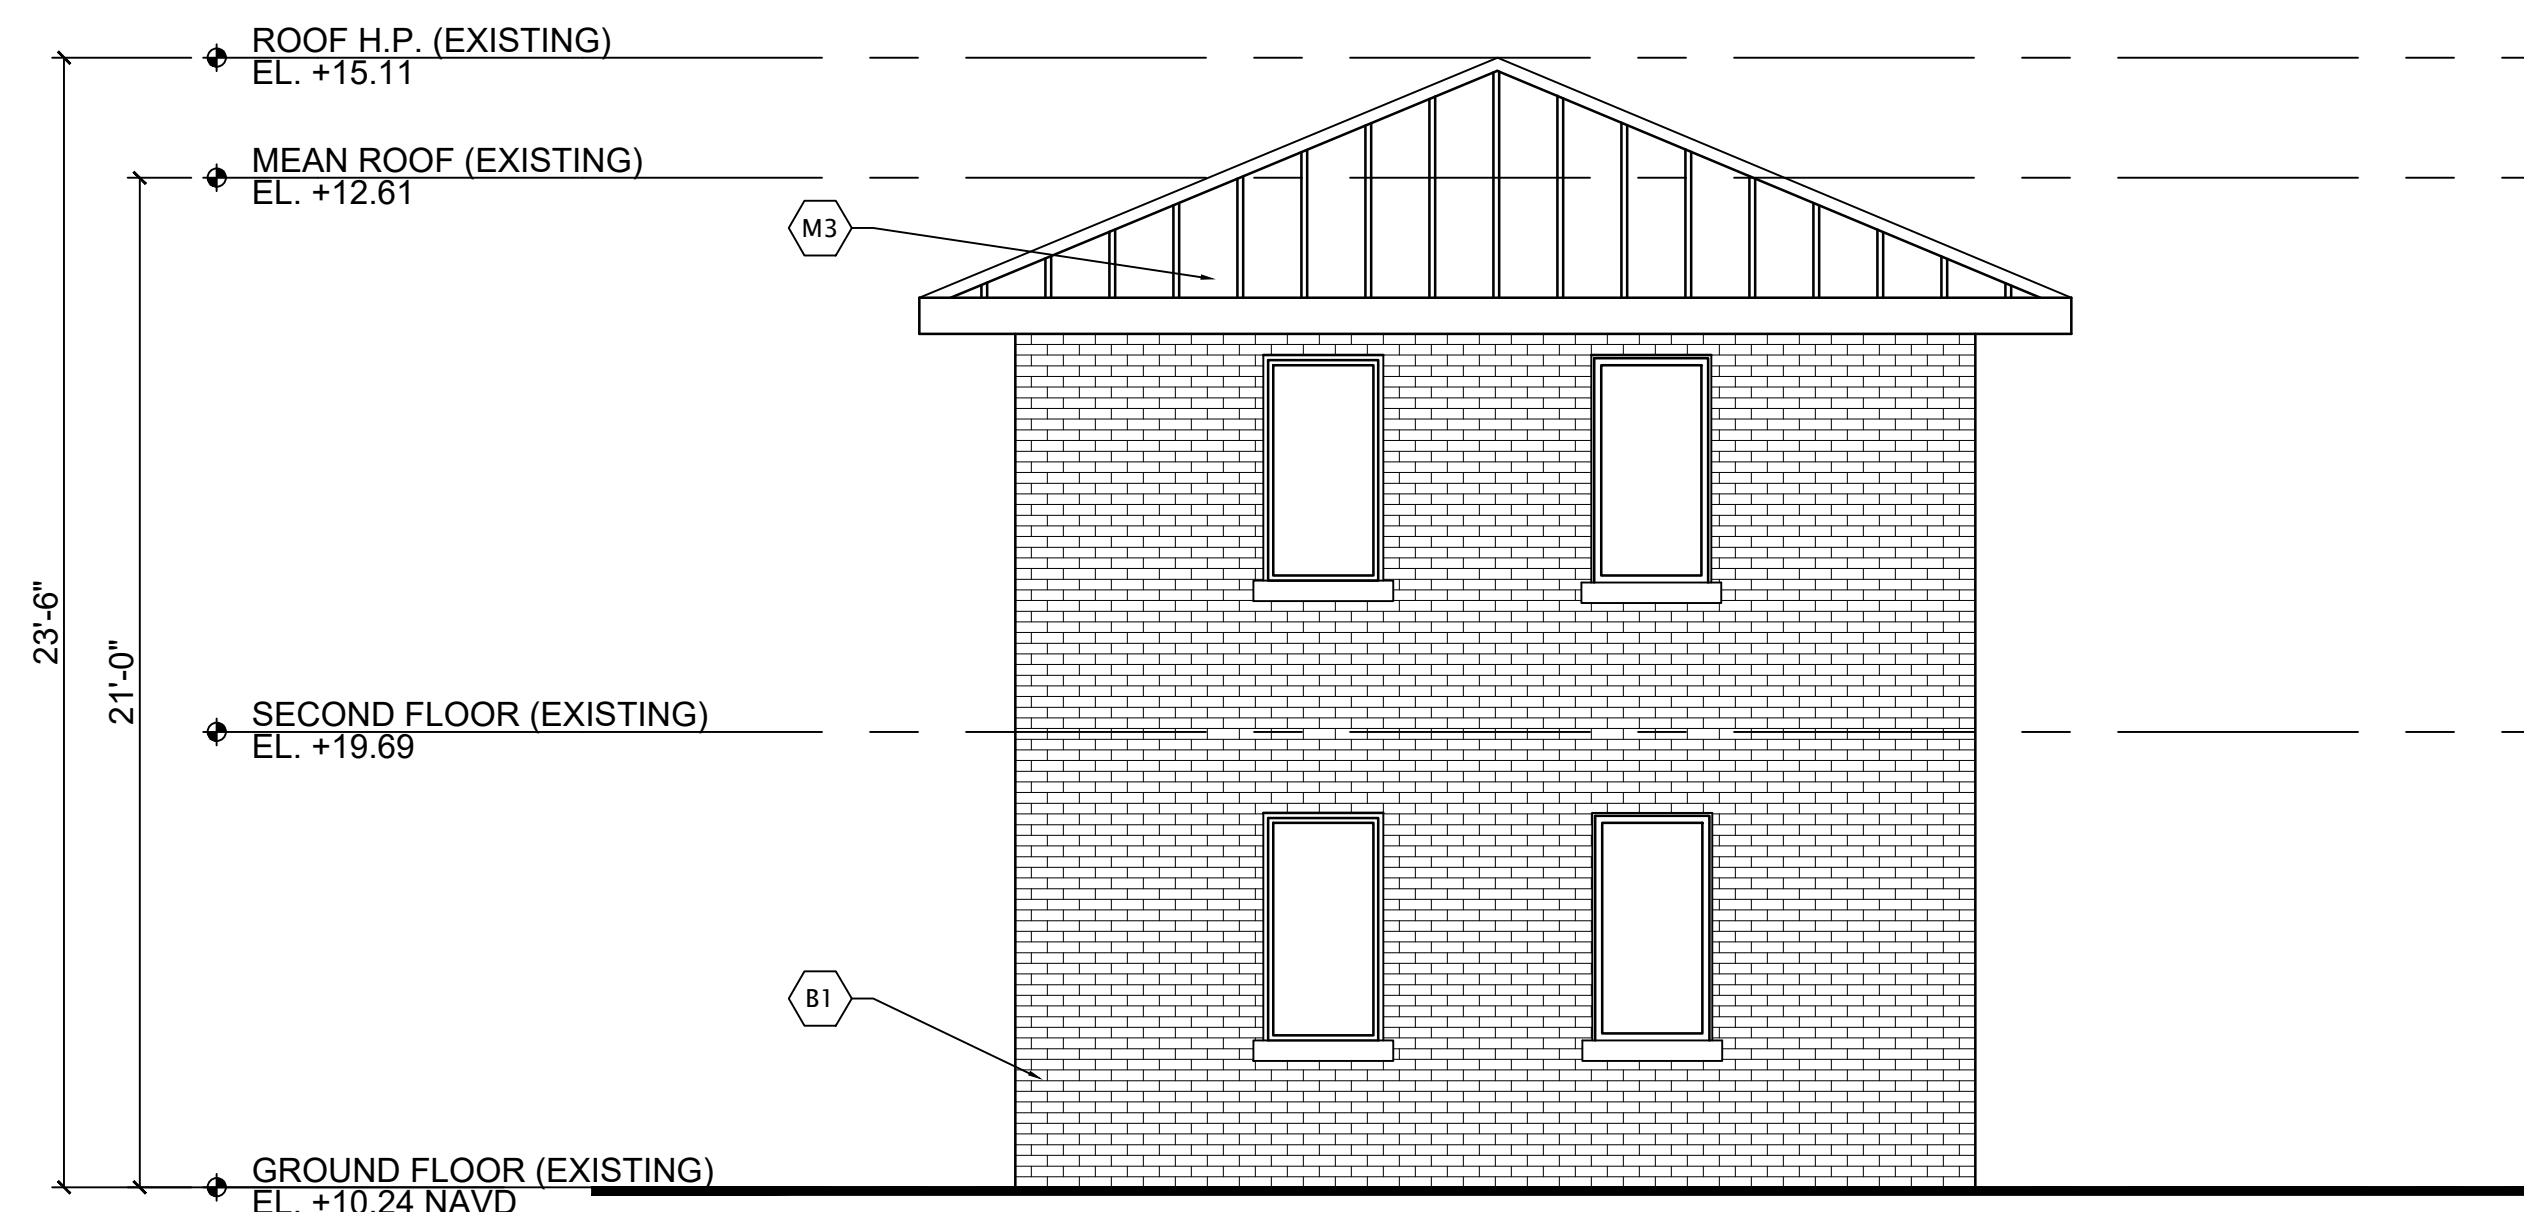 ROOF H.P. (EXISTING)
EL. +15.11
MEAN ROOF (EXISTING)
EL. +12.61
M3
23'-6"
21'-0"
SECOND FLOOR (EXISTING)
EL. +19.69
B1
GROUND FLOOR (EXISTING)
EL. +10.24 NAVD